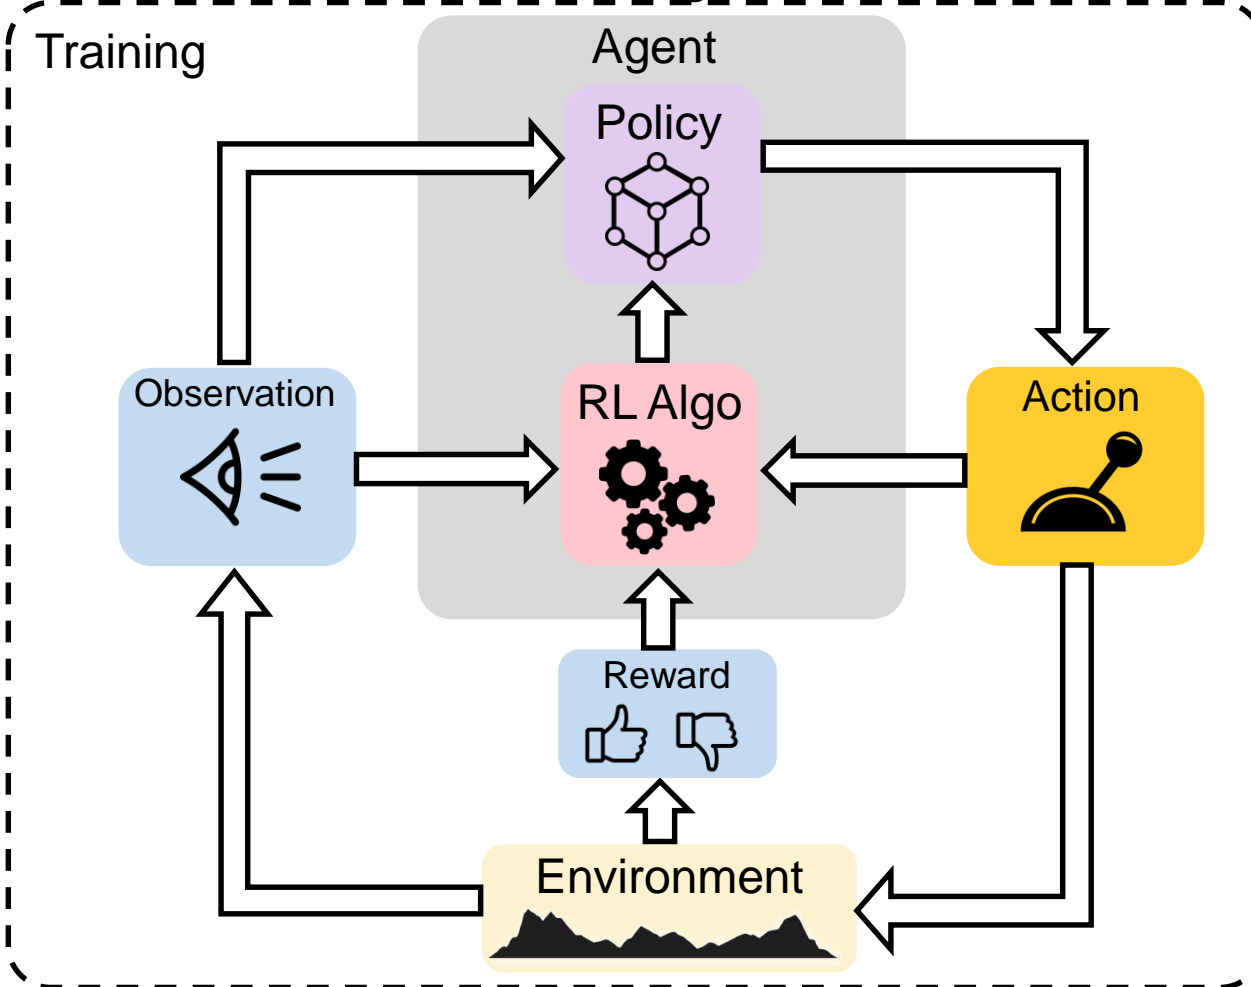 Training
Agent
Policy
Observation
RL Algo
Action
Reward
Environment